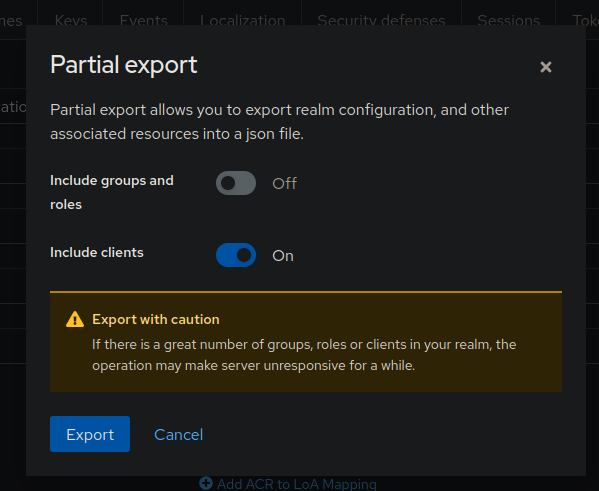 Keys Events Localization Security defenses Sessions
Partial export
Partial export allows you to export realm configuration, and other
associated resources into a json file.
Include groups and
roles
Off
Include clients
On
Export with caution
If there is a great number of groups, roles or clients in your realm, the
operation may make server unresponsive for a while.
Export Cancel
Add ACR to LoA Mapping